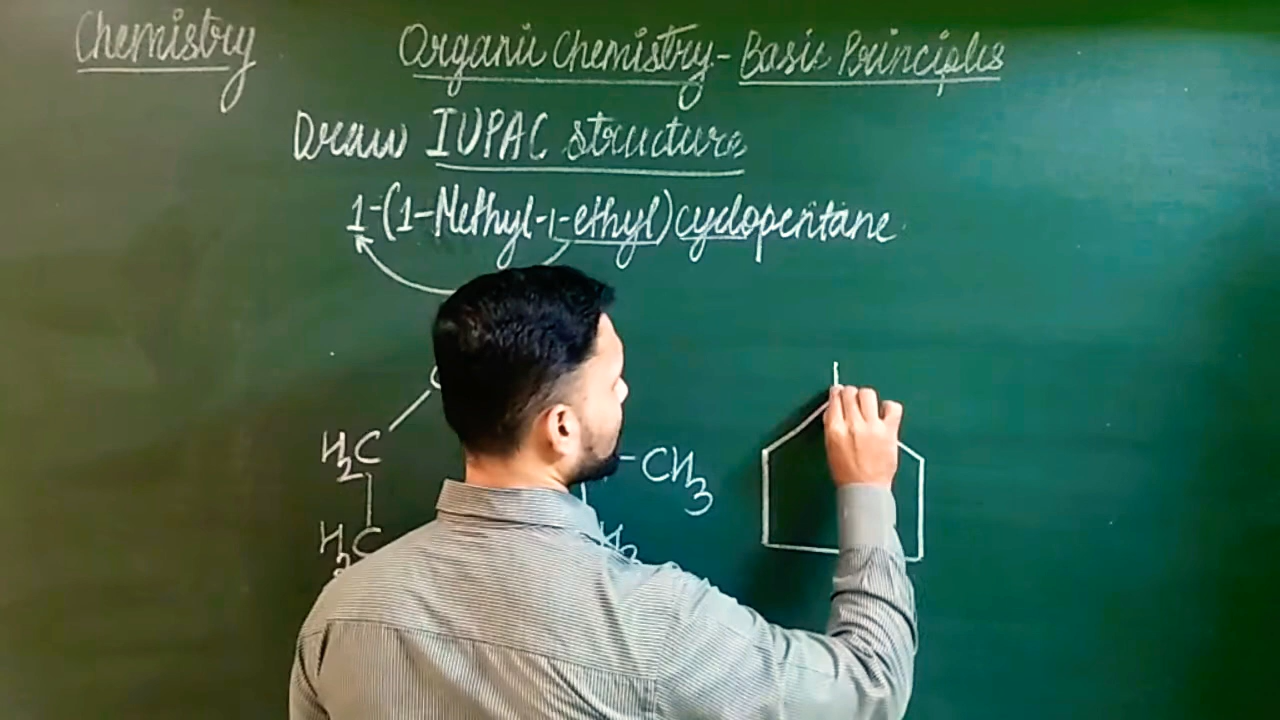 Chemistry
Organic Chemistry - Basic Principles
Draw IUPAC structure
1-(1-Methyl-1-ethyl)cyclopentane
H2C
-CH3
H2C